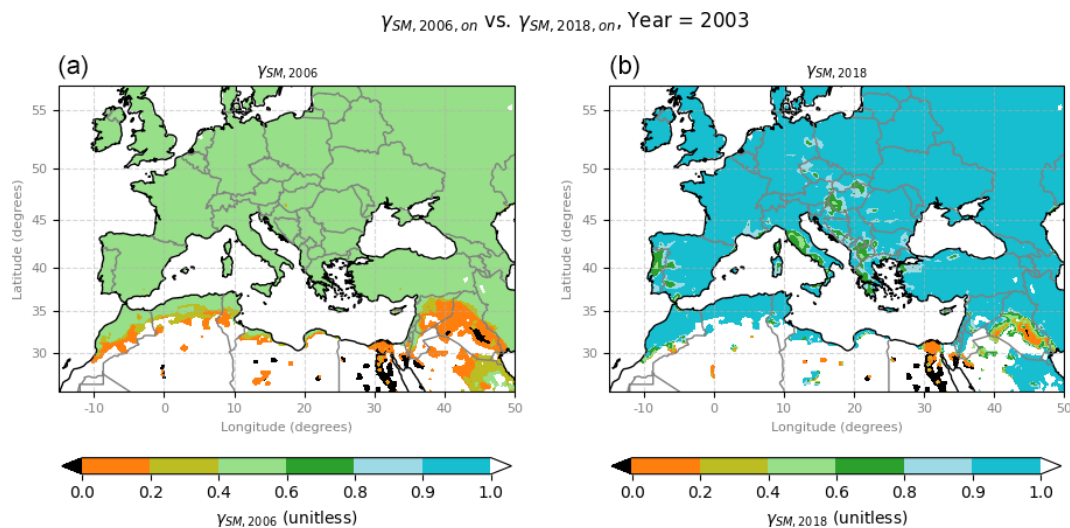 γSM, 2006, on vs. γSM, 2018, on, Year = 2003
(a) (b)
γSM, 2006 γSM, 2018
55 55
50 50
45 45
40 40
35 35
30 30
Latitude (degrees) Latitude (degrees)
-10 0 10 20 30 40 50 -10 0 10 20 30 40 50
Longitude (degrees) Longitude (degrees)
0.0 0.2 0.4 0.6 0.8 0.9 1.0 0.0 0.2 0.4 0.6 0.8 0.9 1.0
γSM, 2006 (unitless) γSM, 2018 (unitless)